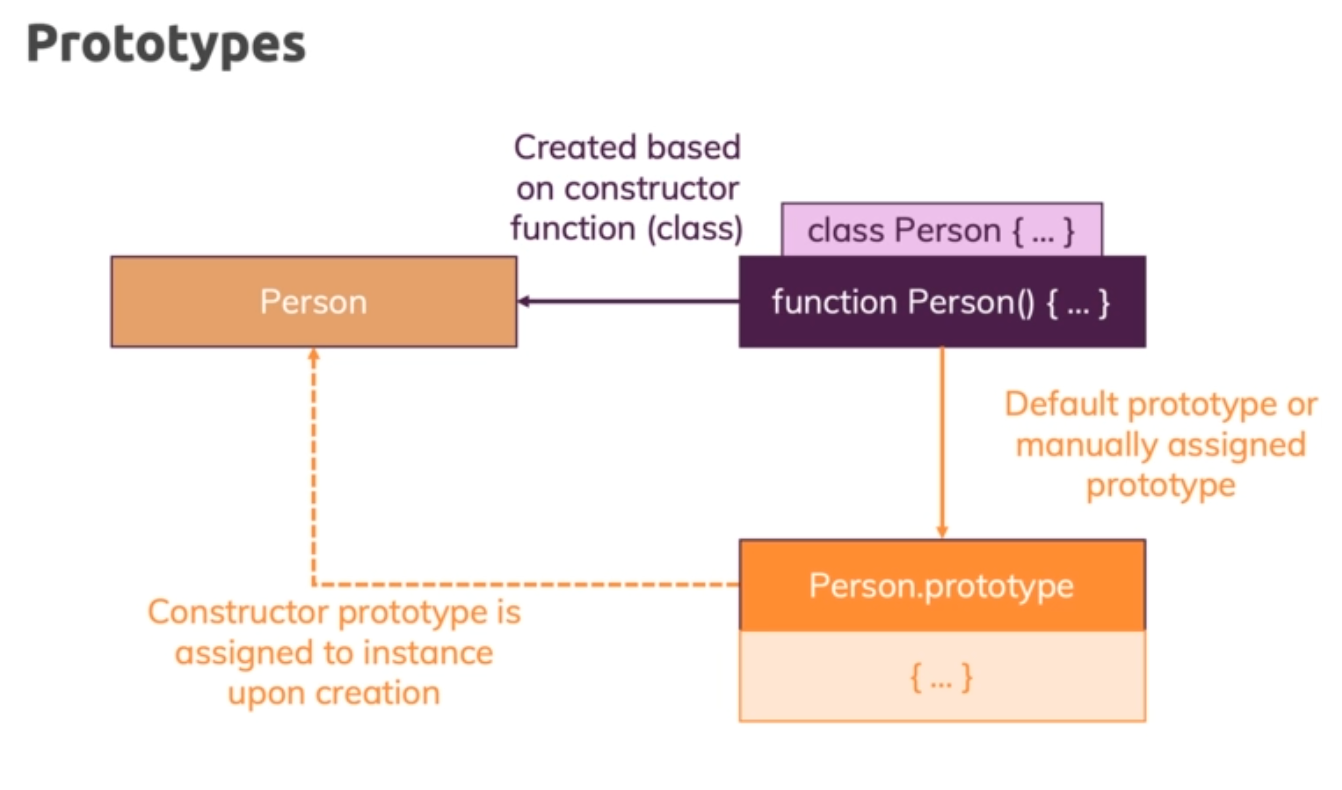 Prototypes
Created based
on constructor
function (class)
class Person { ... }
Person
function Person() { ... }
Default prototype or
manually assigned
prototype
Person.prototype
Constructor prototype is
assigned to instance
upon creation
{ ... }